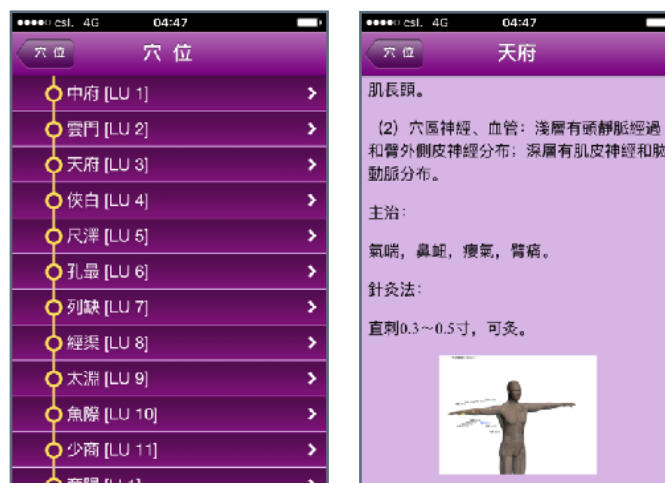 csl. 4G 04:47
穴位
穴 位
中府 [LU 1]
雲門 [LU 2]
天府 [LU 3]
俠白 [LU 4]
尺澤 [LU 5]
孔最 [LU 6]
列缺 [LU 7]
經渠 [LU 8]
太淵 [LU 9]
魚際 [LU 10]
少商 [LU 11]
csl. 4G 04:47
穴位
天府
肌長頭。
(2) 穴區神經、血管：淺層有頭靜脈經過
和臂外側皮神經分布；深層有肌皮神經和肱
動脈分布。
主治：
氣喘，鼻衄，癭氣，臂痛。
針灸法：
直刺0.3～0.5寸，可灸。